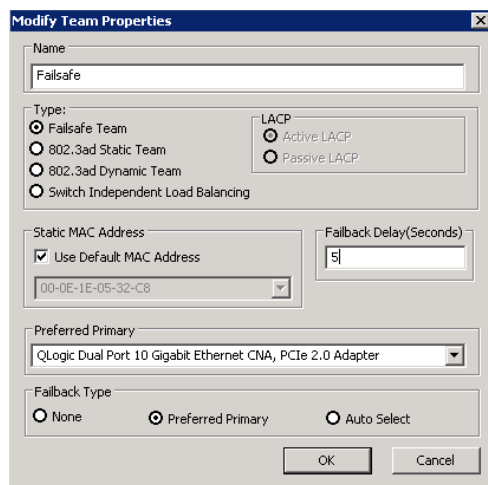 Modify Team Properties
Name
Failsafe
Type:
Failsafe Team
802.3ad Static Team
802.3ad Dynamic Team
Switch Independent Load Balancing
LACP
Active LACP
Passive LACP
Static MAC Address
Use Default MAC Address
00-0E-1E-05-32-C8
Failback Delay(Seconds)
5
Preferred Primary
QLogic Dual Port 10 Gigabit Ethernet CNA, PCIe 2.0 Adapter
Failback Type
None
Preferred Primary
Auto Select
OK
Cancel